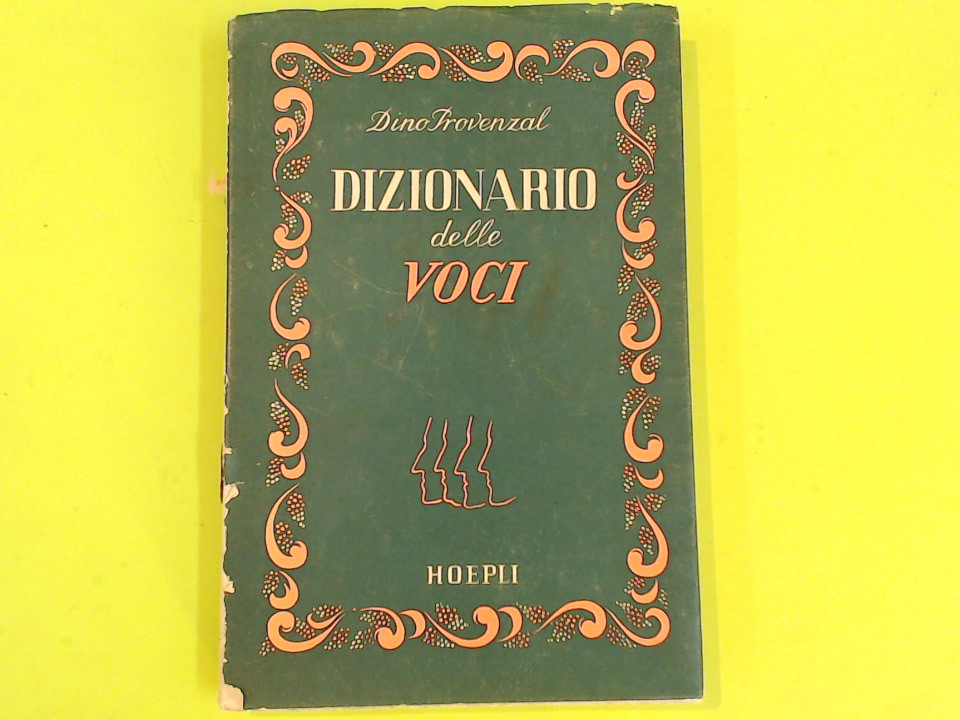 Dino Provenzal
DIZIONARIO
delle
VOCI
HOEPLI